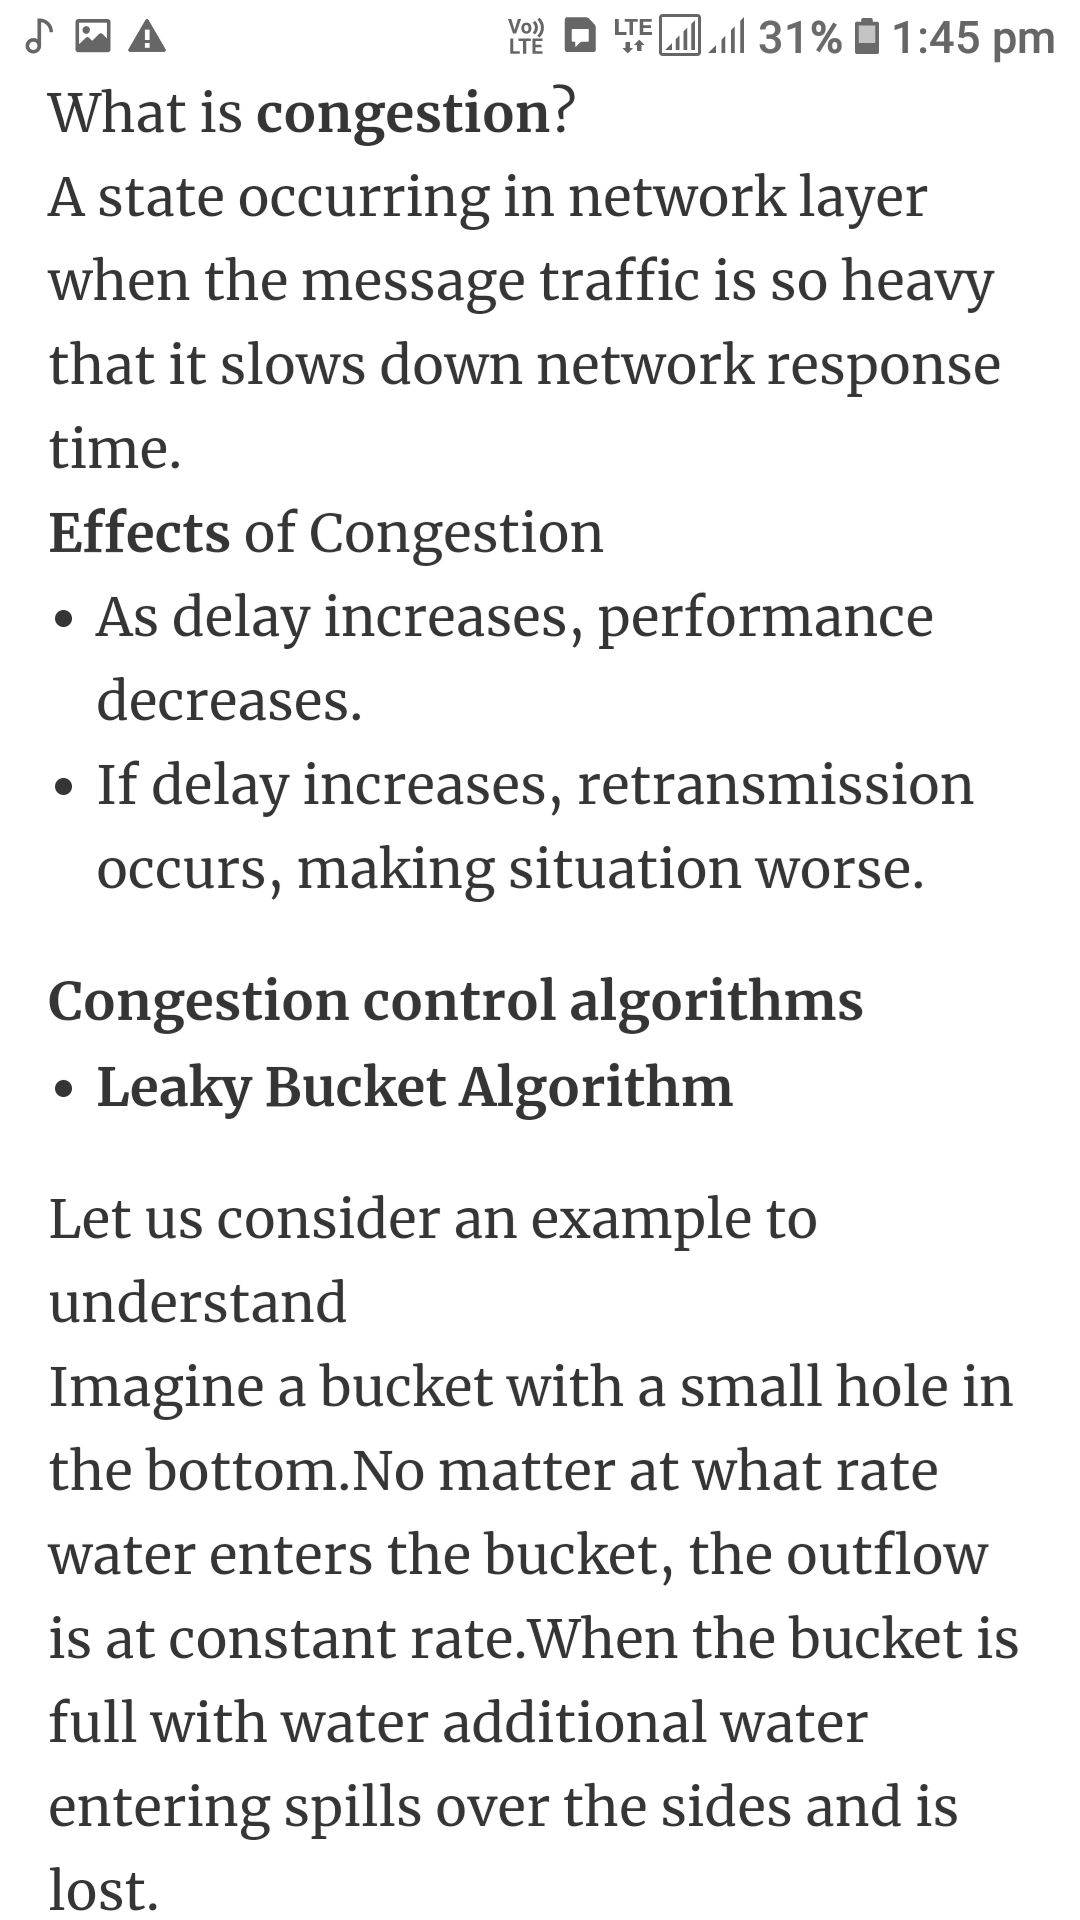 Vo)) LTE LTE 31% 1:45 pm
What is congestion?
A state occurring in network layer
when the message traffic is so heavy
that it slows down network response
time.
Effects of Congestion
• As delay increases, performance
decreases.
• If delay increases, retransmission
occurs, making situation worse.
Congestion control algorithms
• Leaky Bucket Algorithm
Let us consider an example to
understand
Imagine a bucket with a small hole in
the bottom.No matter at what rate
water enters the bucket, the outflow
is at constant rate.When the bucket is
full with water additional water
entering spills over the sides and is
lost.